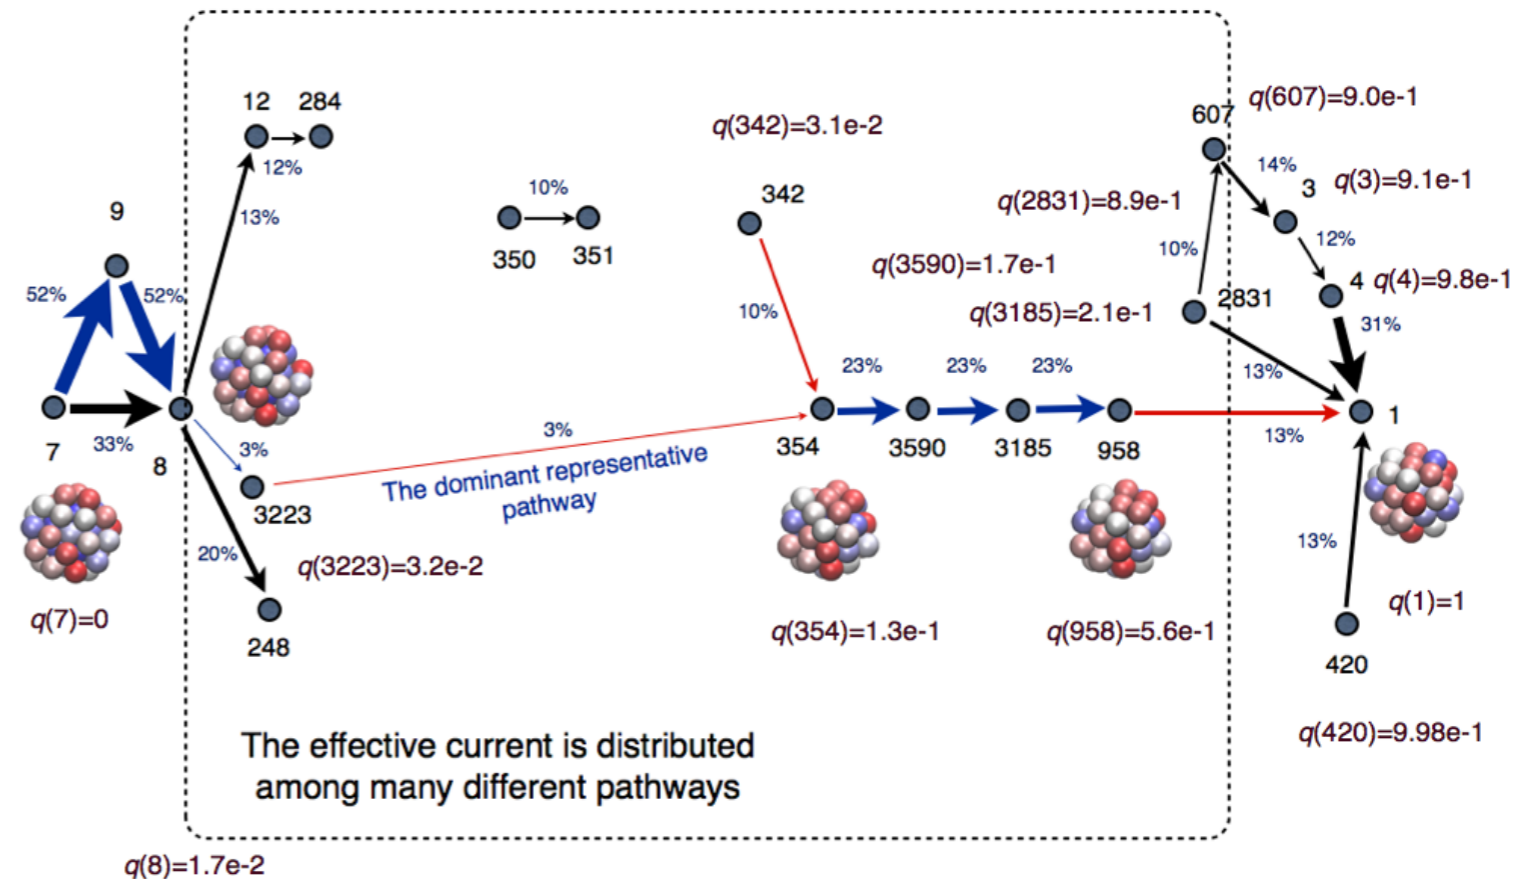 q(607)=9.0e-1
12 284
607
q(342)=3.1e-2
12%
14%
3
q(3)=9.1e-1
10%
342
q(2831)=8.9e-1
9
13%
12%
10%
350
351
q(3590)=1.7e-1
4 q(4)=9.8e-1
52%
52%
2831
q(3185)=2.1e-1
10%
31%
23%
23%
23%
13%
1
7
33%
8
3%
3%
13%
354
3590
3185
958
The dominant representative
pathway
3223
20%
q(3223)=3.2e-2
13%
q(7)=0
q(1)=1
248
q(354)=1.3e-1
q(958)=5.6e-1
420
q(420)=9.98e-1
The effective current is distributed
among many different pathways
q(8)=1.7e-2